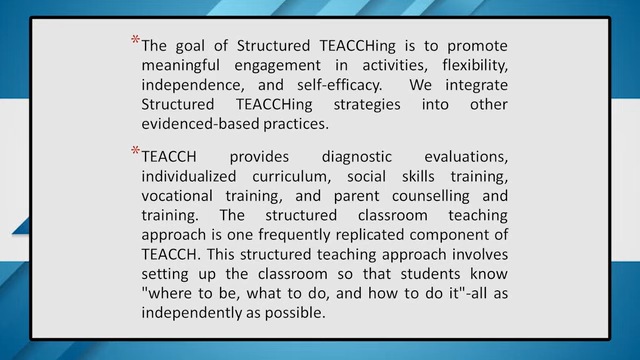 *The goal of Structured TEACCHing is to promote
meaningful engagement in activities, flexibility,
independence, and self-efficacy. We integrate
Structured TEACCHing strategies into other
evidenced-based practices.
*TEACCH provides diagnostic evaluations,
individualized curriculum, social skills training,
vocational training, and parent counselling and
training. The structured classroom teaching
approach is one frequently replicated component of
TEACCH. This structured teaching approach involves
setting up the classroom so that students know
"where to be, what to do, and how to do it"-all as
independently as possible.